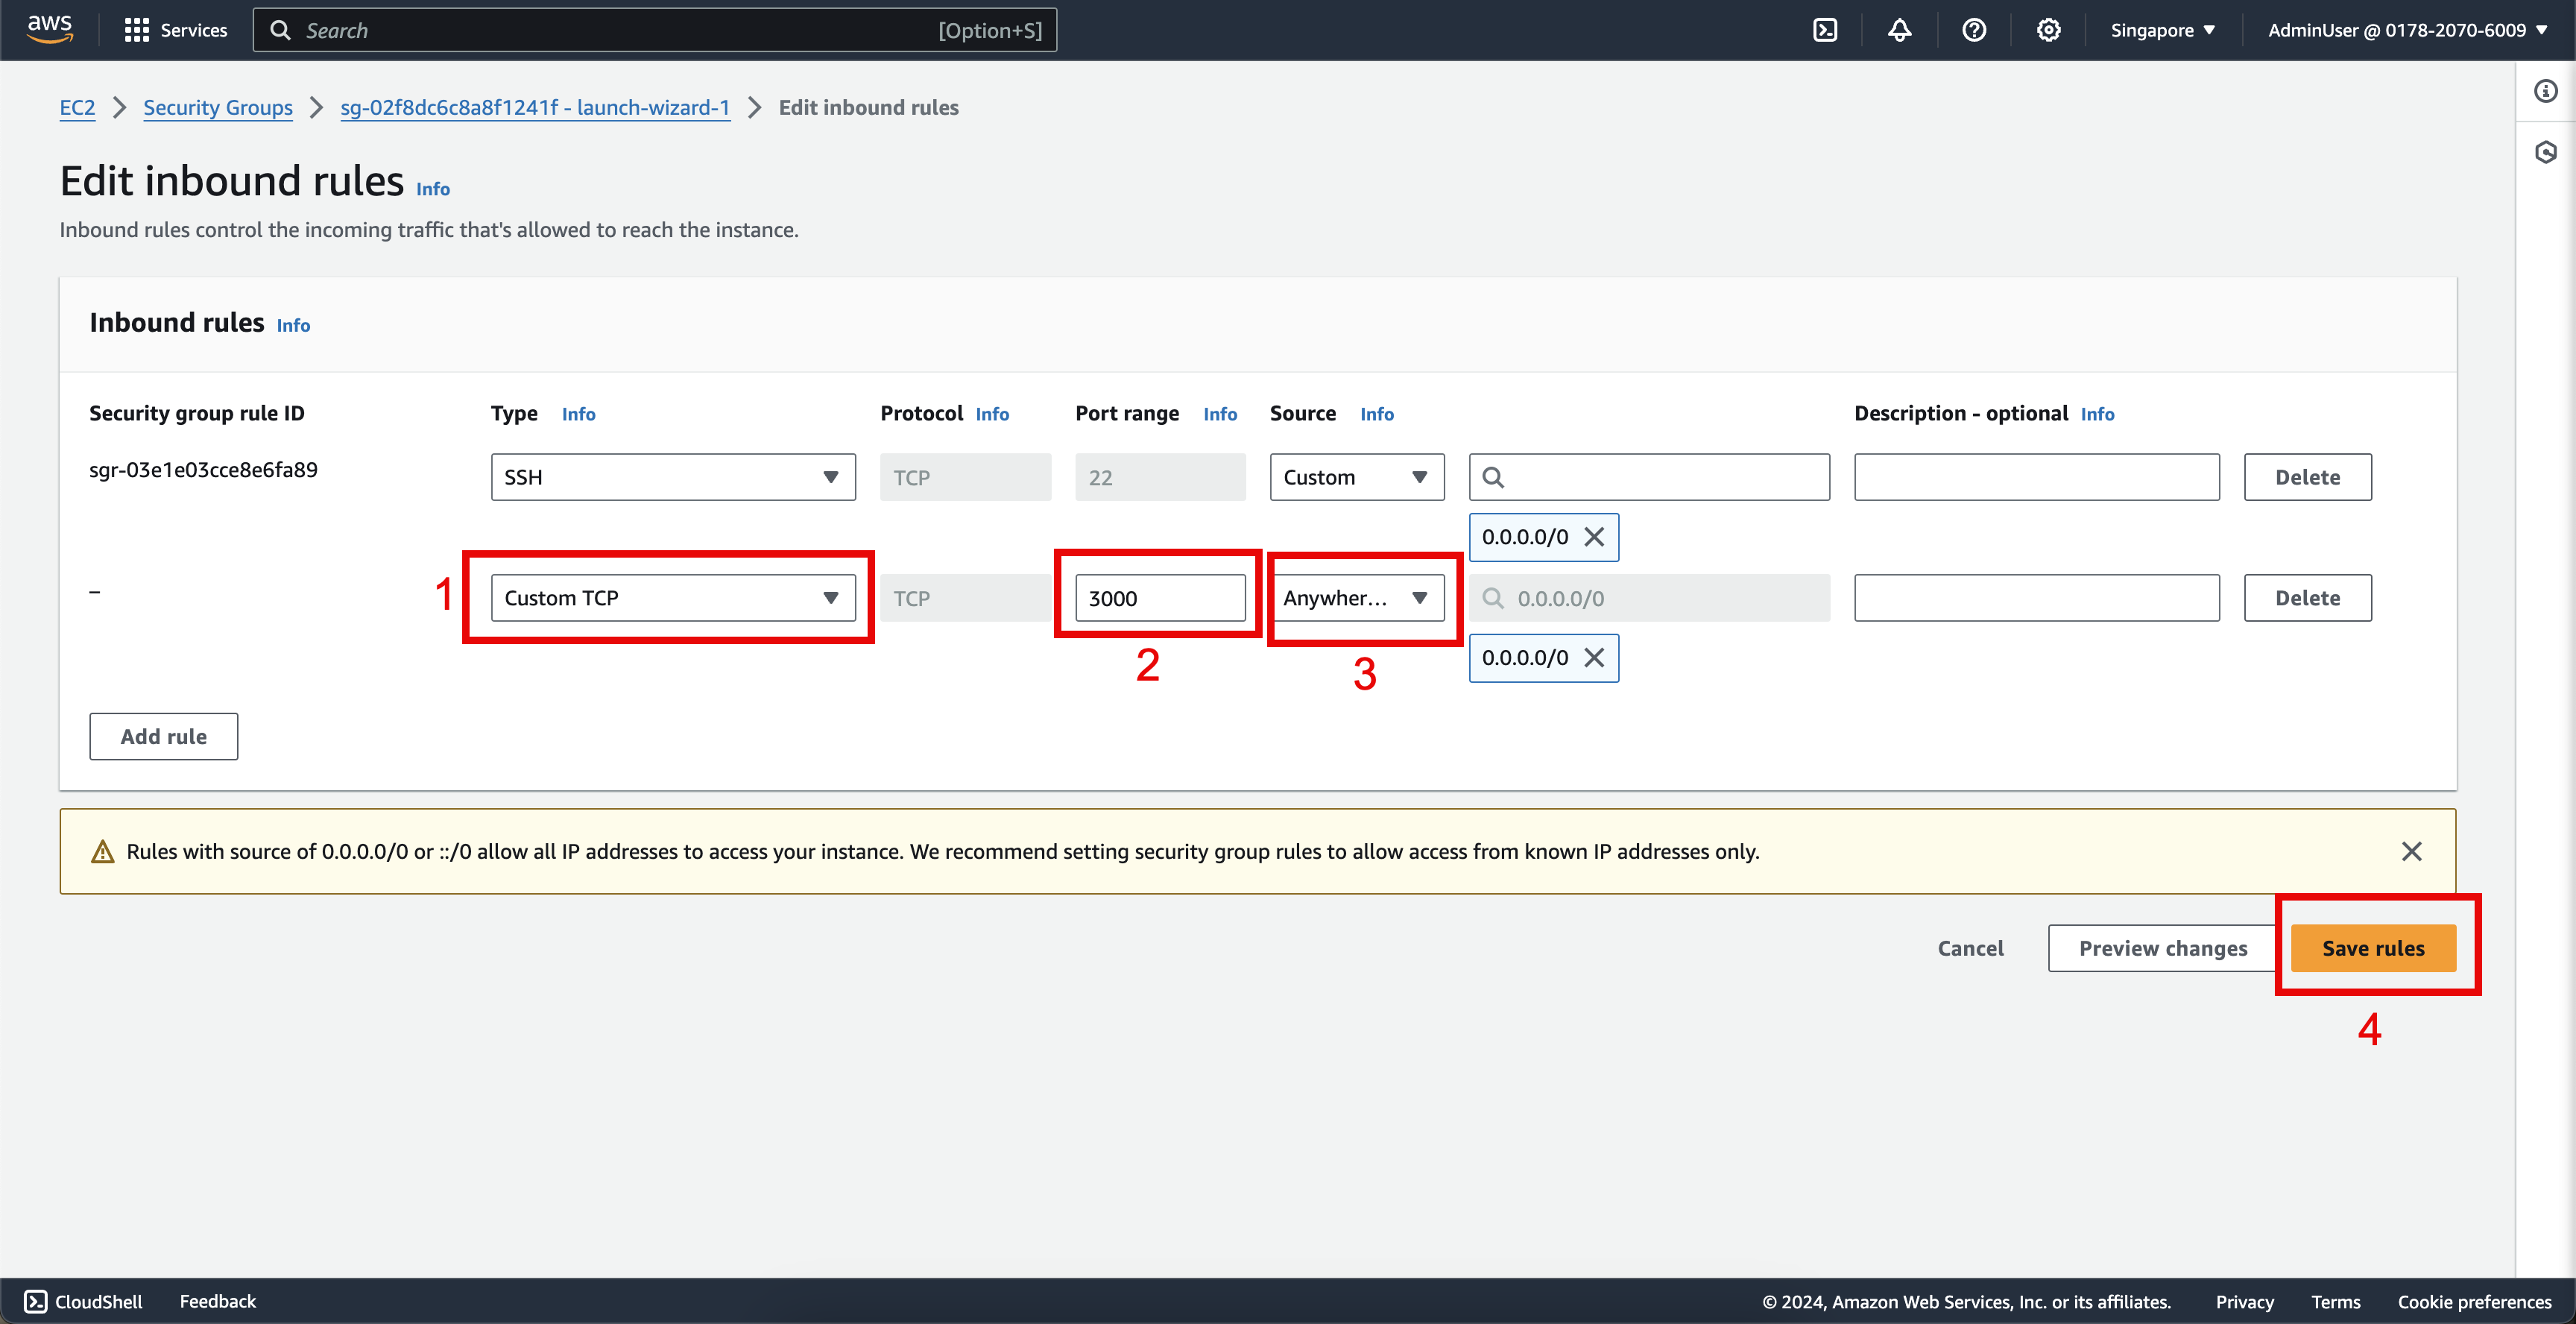 aws
Services
Search [Option+S]
Singapore
AdminUser @ 0178-2070-6009
EC2 > Security Groups > sg-02f8dc6c8a8f1241f - launch-wizard-1 > Edit inbound rules
Edit inbound rules Info
Inbound rules control the incoming traffic that's allowed to reach the instance.
Inbound rules Info
Security group rule ID Type Info Protocol Info Port range Info Source Info Description - optional Info
sgr-03e1e03cce8e6fa89 SSH TCP 22 Custom Delete
0.0.0.0/0
1 – Custom TCP TCP 3000 Anywher... 0.0.0.0/0 Delete
0.0.0.0/0
2
3
Add rule
Rules with source of 0.0.0.0/0 or ::/0 allow all IP addresses to access your instance. We recommend setting security group rules to allow access from known IP addresses only.
Cancel Preview changes Save rules
4
CloudShell Feedback © 2024, Amazon Web Services, Inc. or its affiliates. Privacy Terms Cookie preferences